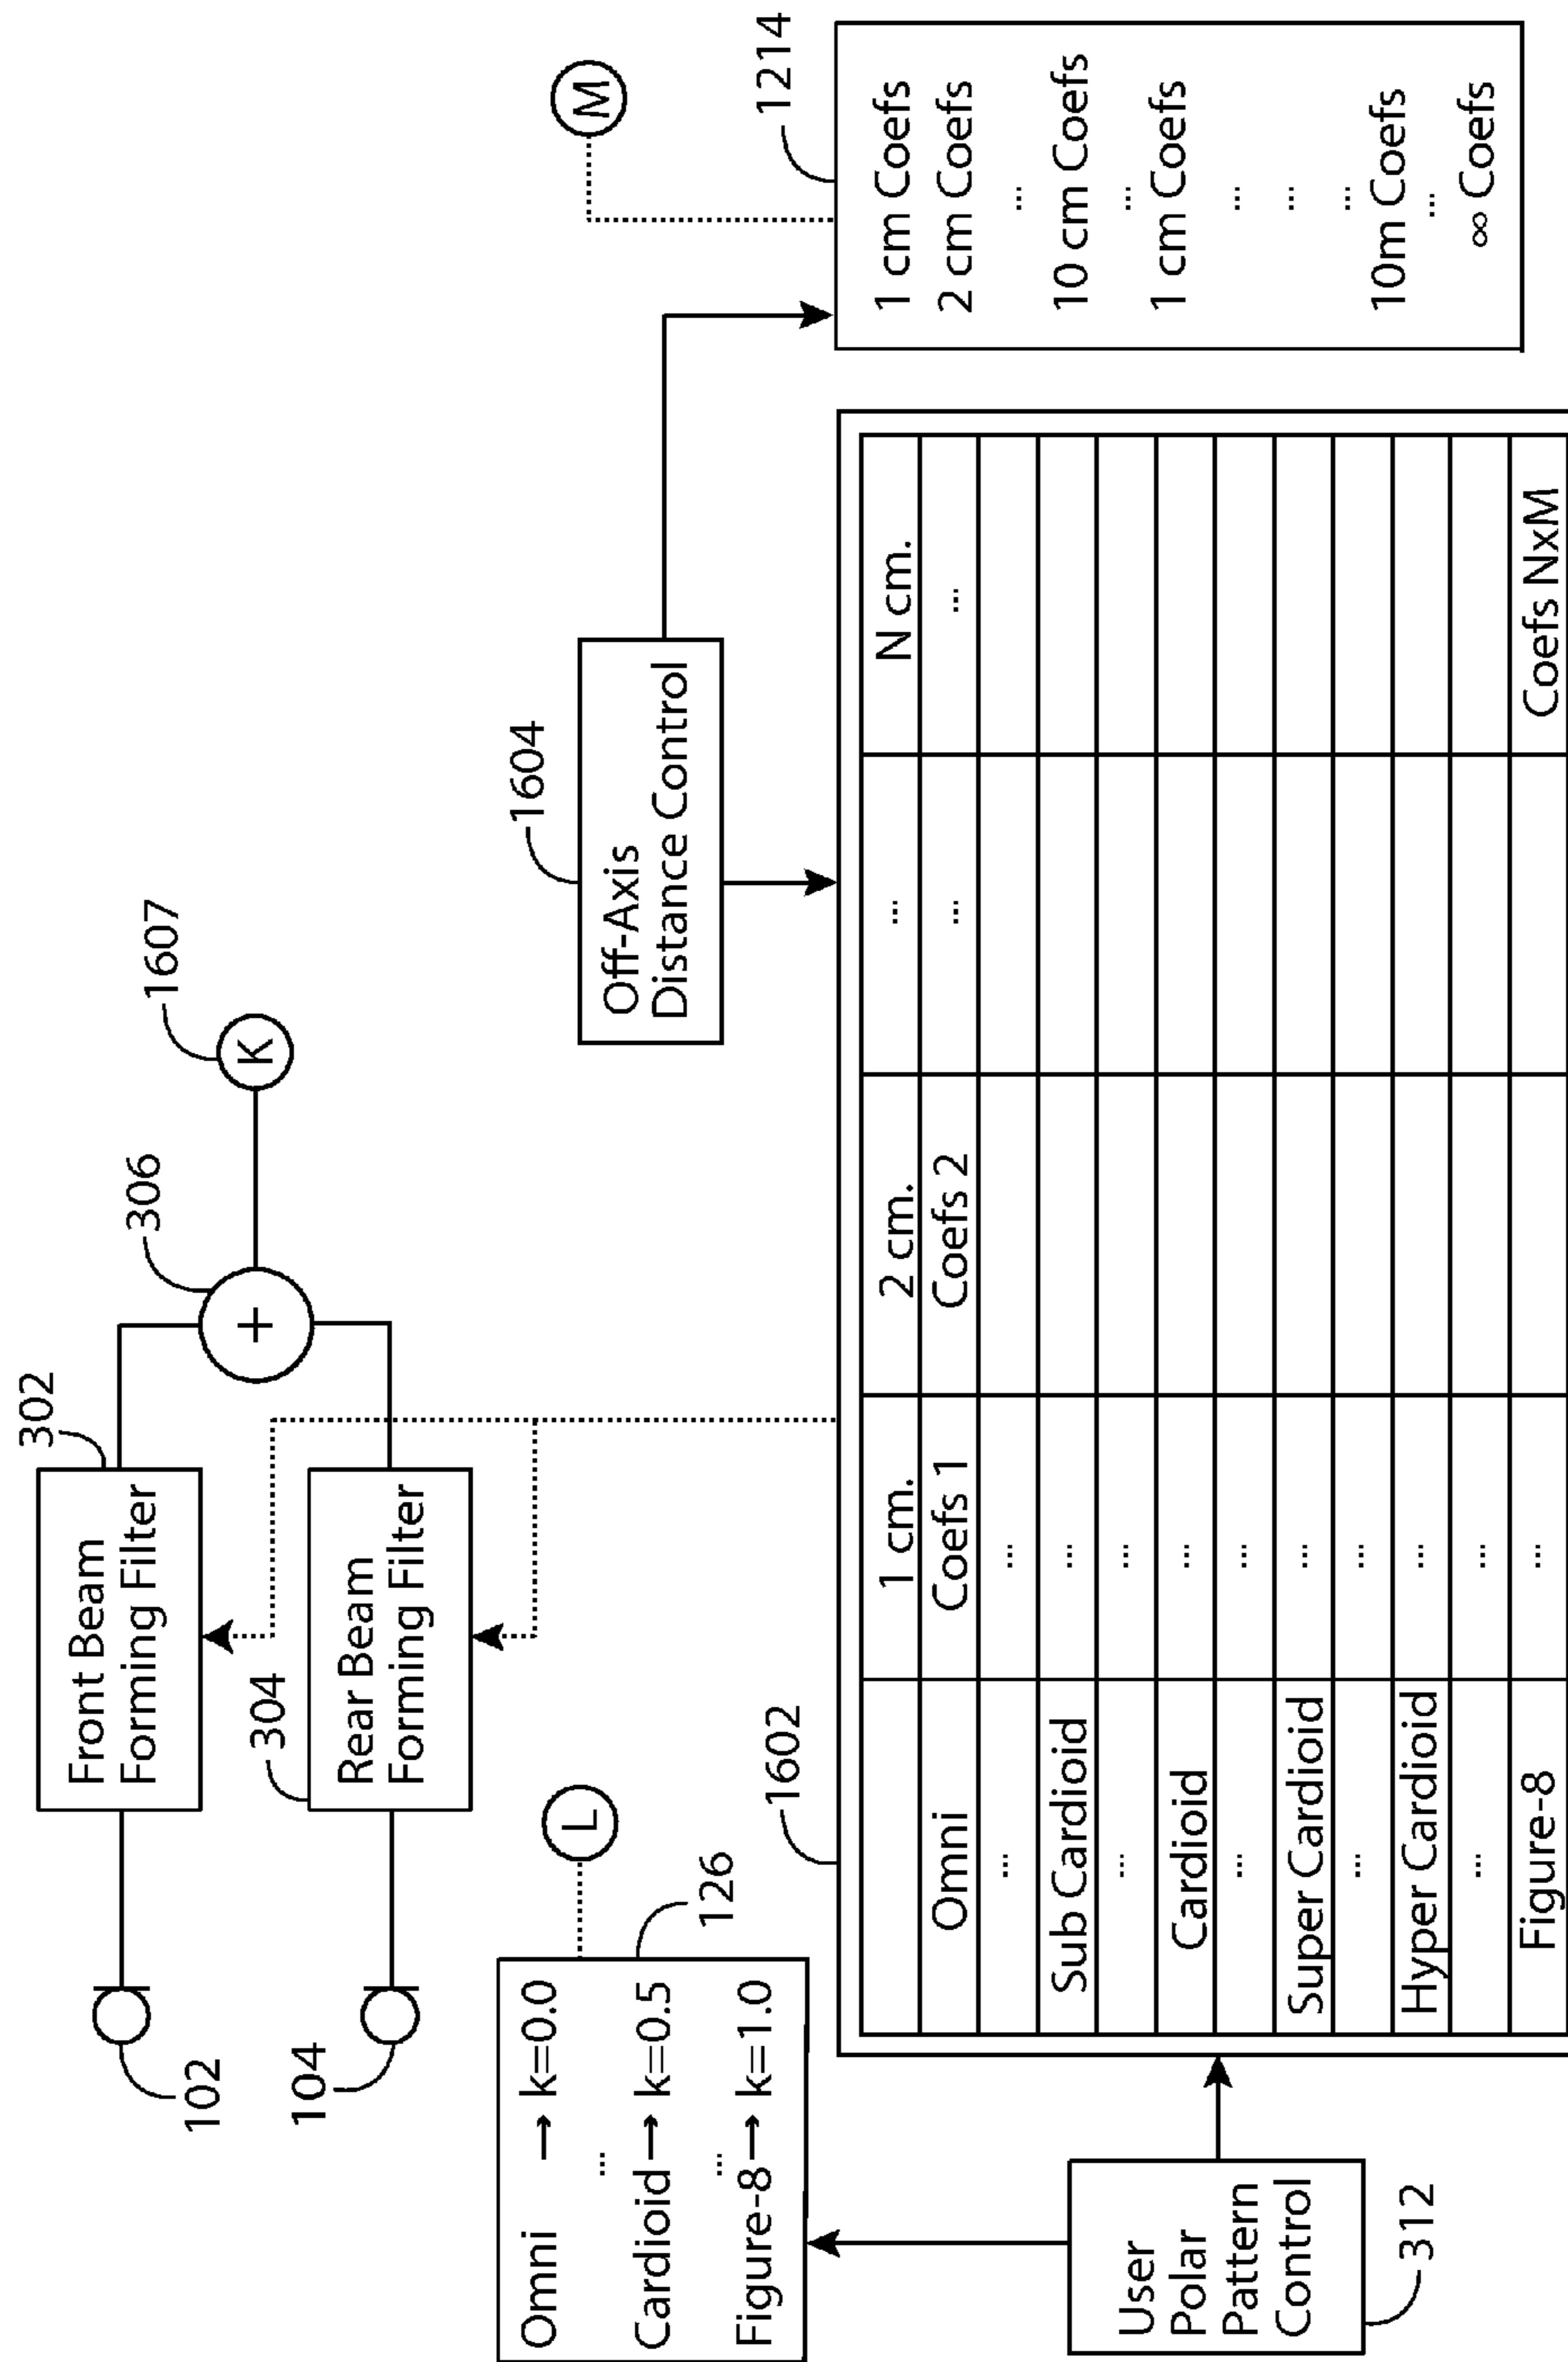 102
Front Beam
Forming Filter
302
306
K
1607
104
304
Rear Beam
Forming Filter
M
L
1604
Off-Axis
Distance Control
126
Omni → k=0.0
...
Cardioid → k=0.5
...
Figure-8 → k=1.0
1214
1 cm Coefs
2 cm Coefs
...
10 cm Coefs
...
1 cm Coefs
...
...
...
10m Coefs
...
∞ Coefs
User
Polar
Pattern
Control
312
1602
1 cm. 2 cm. ... N cm.
Omni Coefs 1 Coefs 2 ... ...
... ...
Sub Cardioid ...
... ...
Cardioid ...
... ...
Super Cardioid ...
... ...
Hyper Cardioid ...
... ...
Figure-8 ... Coefs NxM
+